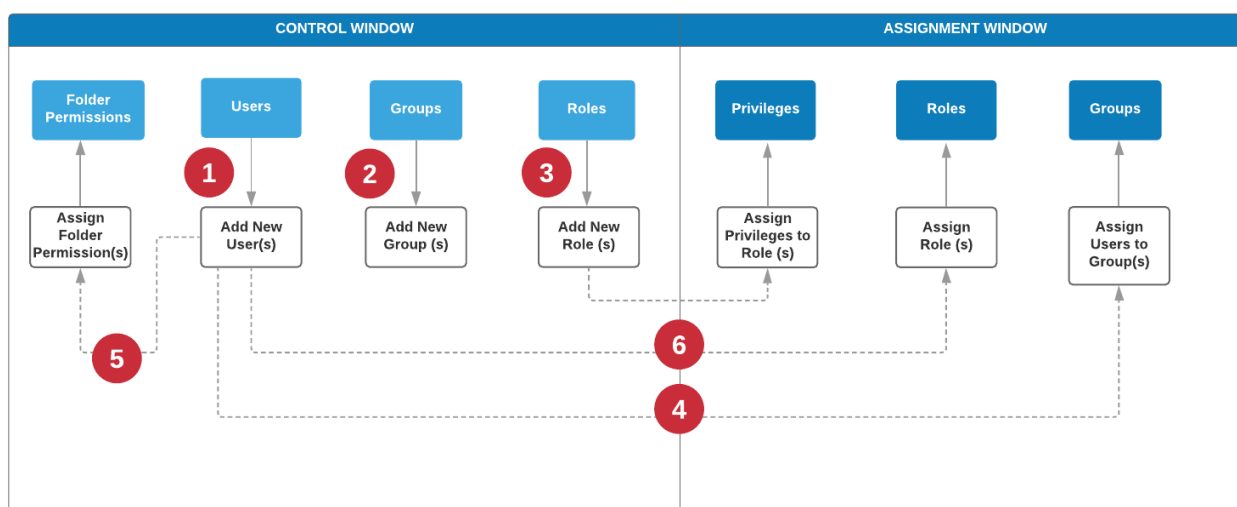 CONTROL WINDOW
ASSIGNMENT WINDOW
Folder
Permissions
Users
Groups
Roles
Privileges
Roles
Groups
1
2
3
Assign
Folder
Permission(s)
Add New
User(s)
Add New
Group (s)
Add New
Role (s)
Assign
Privileges to
Role (s)
Assign
Role (s)
Assign
Users to
Group(s)
5
6
4